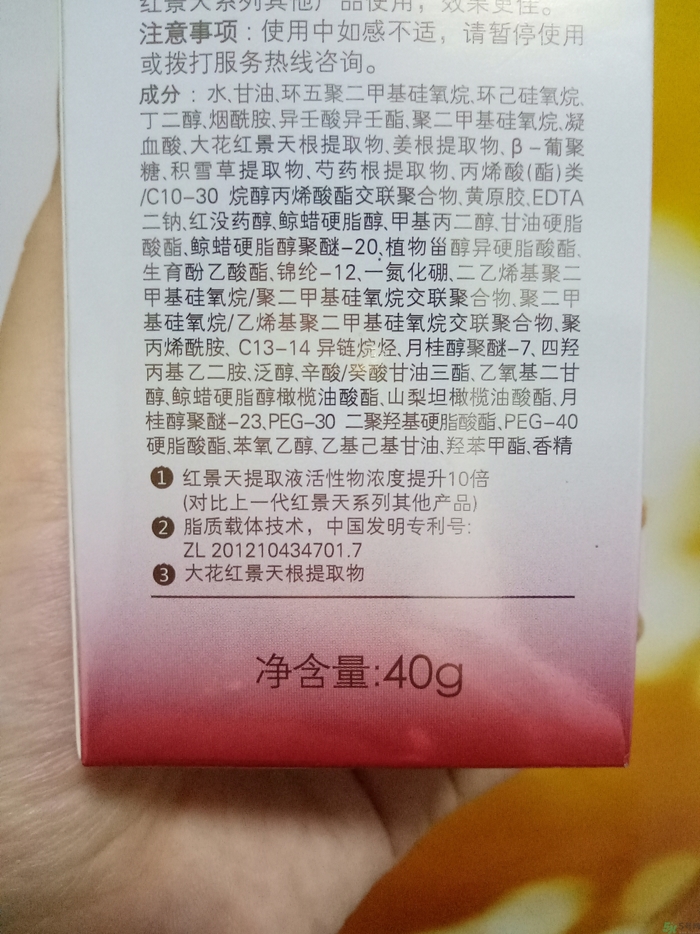 红景天系列其他产品使用，效果更佳。
注意事项：使用中如感不适，请暂停使用
或拨打服务热线咨询。
成分：水、甘油、环五聚二甲基硅氧烷、环己硅氧烷、
丁二醇、烟酰胺、异壬酸异壬酯、聚二甲基硅氧烷、凝
血酸、大花红景天根提取物、姜根提取物、β-葡聚
糖、积雪草提取物、芍药根提取物、丙烯酸(酯)类
/C10-30 烷醇丙烯酸酯交联聚合物、黄原胶、EDTA
二钠、红没药醇、鲸蜡硬脂醇、甲基丙二醇、甘油硬脂
酸酯、鲸蜡硬脂醇聚醚-20、植物甾醇异硬脂酸酯、
生育酚乙酸酯、锦纶-12、一氮化硼、二乙烯基聚二
甲基硅氧烷/聚二甲基硅氧烷交联聚合物、聚二甲
基硅氧烷/乙烯基聚二甲基硅氧烷交联聚合物、聚
丙烯酰胺、C13-14 异链烷烃、月桂醇聚醚-7、四羟
丙基乙二胺、泛醇、辛酸/癸酸甘油三酯、乙氧基二甘
醇、鲸蜡硬脂醇橄榄油酸酯、山梨坦橄榄油酸酯、月
桂醇聚醚-23、PEG-30 二聚羟基硬脂酸酯、PEG-40
硬脂酸酯、苯氧乙醇、乙基己基甘油、羟苯甲酯、香精
1 红景天提取液活性物浓度提升10倍
(对比上一代红景天系列其他产品)
2 脂质载体技术，中国发明专利号:
ZL 201210434701.7
3 大花红景天根提取物
净含量:40g